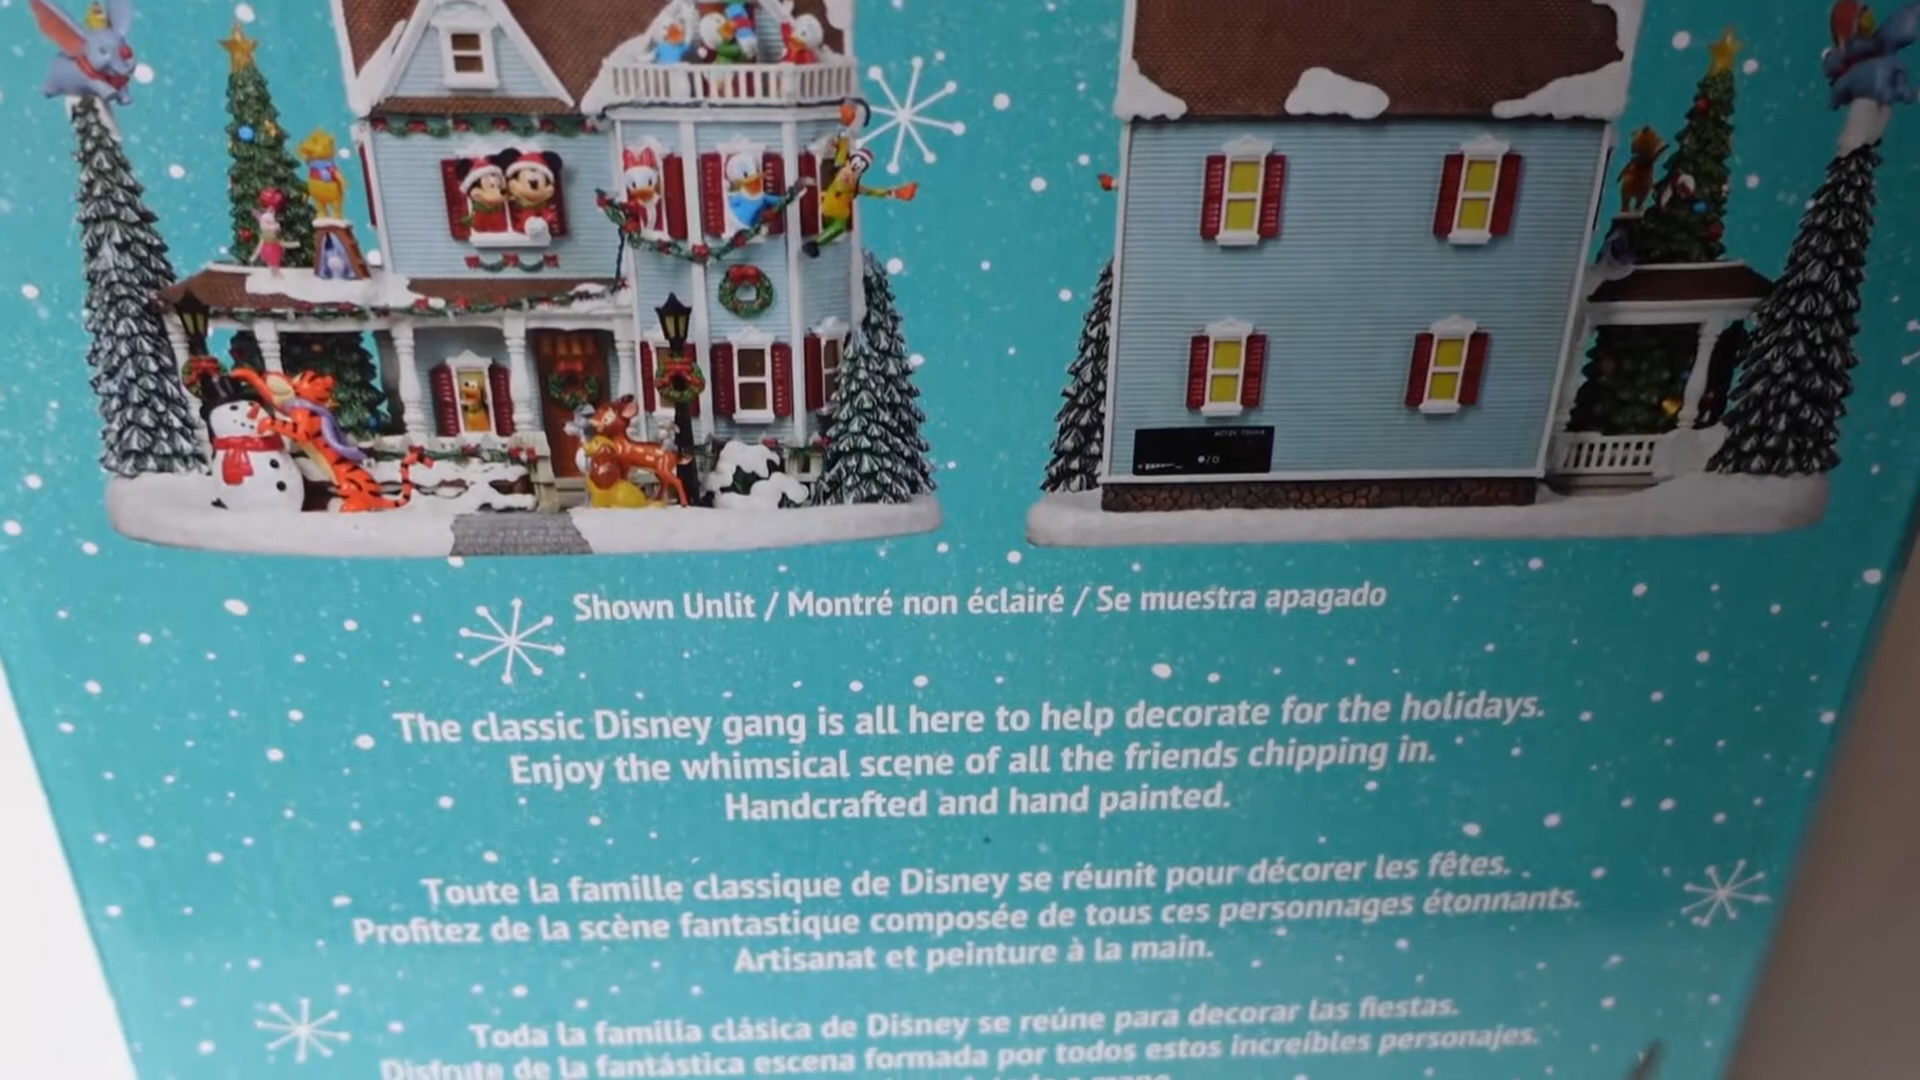 Shown Unlit / Montré non éclairé / Se muestra apagado
The classic Disney gang is all here to help decorate for the holidays.
Enjoy the whimsical scene of all the friends chipping in.
Handcrafted and hand painted.
Toute la famille classique de Disney se réunit pour décorer les fêtes.
Profitez de la scène fantastique composée de tous ces personnages étonnants.
Artisanat et peinture à la main.
Toda la familia clásica de Disney se reúne para decorar las fiestas.
Disfrute de la fantástica escena formada por todos estos increíbles personajes.